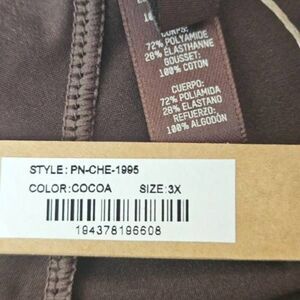 CORPS:
72% POLYAMIDE
28% ÉLASTHANNE
GOUSSET:
100% COTON
CUERPO:
72% POLIAMIDA
28% ELASTANO
REFUERZO:
100% ALGODÓN
STYLE: PN-CHE-1995
COLOR:COCOA SIZE:3X
194378196608